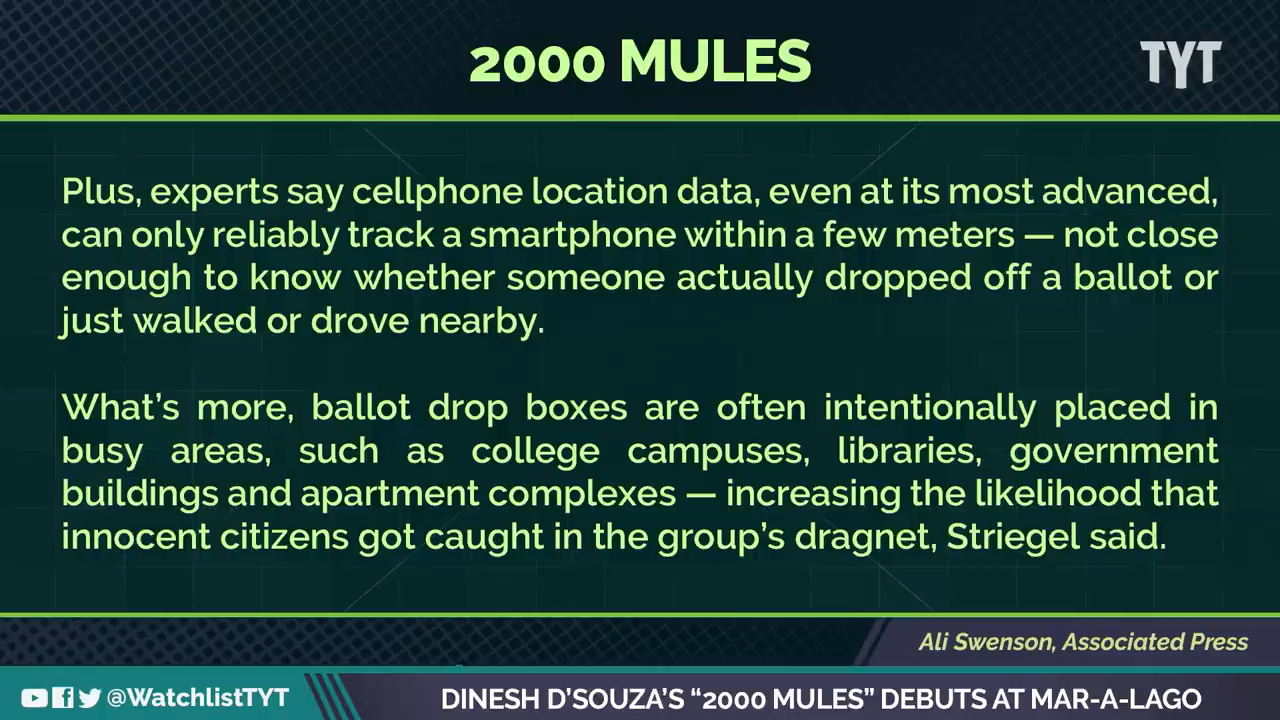 2000 MULES
TYT
Plus, experts say cellphone location data, even at its most advanced,
can only reliably track a smartphone within a few meters — not close
enough to know whether someone actually dropped off a ballot or
just walked or drove nearby.
What's more, ballot drop boxes are often intentionally placed in
busy areas, such as college campuses, libraries, government
buildings and apartment complexes — increasing the likelihood that
innocent citizens got caught in the group's dragnet, Striegel said.
Ali Swenson, Associated Press
@WatchlistTYT
DINESH D'SOUZA'S “2000 MULES” DEBUTS AT MAR-A-LAGO